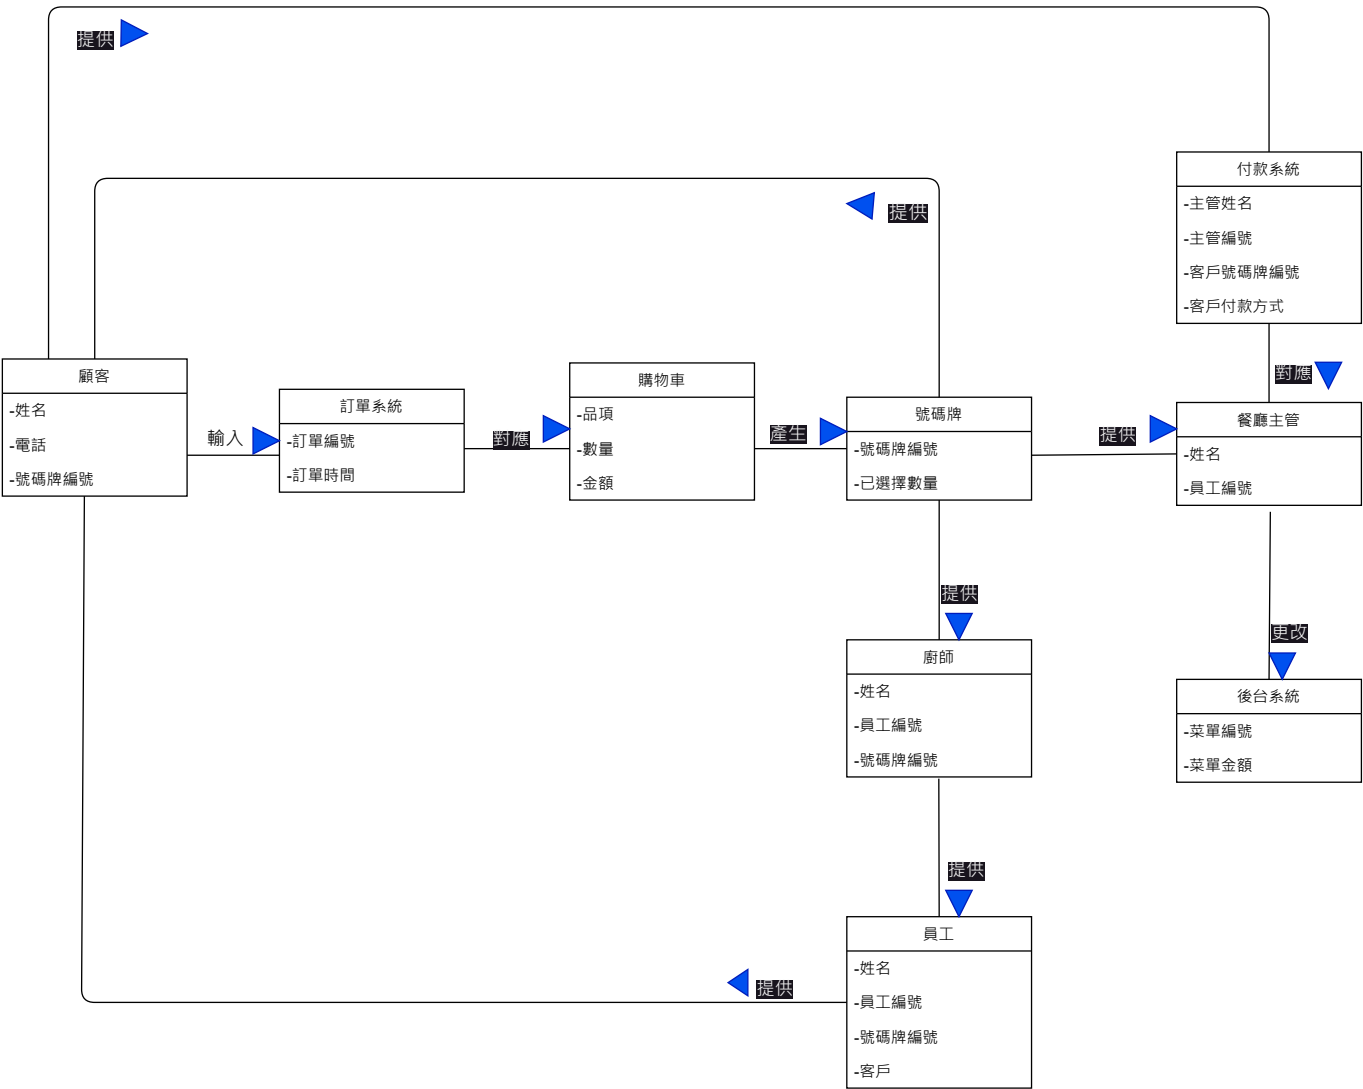 提供
付款系統
-主管姓名
-主管編號
-客戶號碼牌編號
-客戶付款方式
提供
對應
顧客
-姓名
-電話
-號碼牌編號
輸入
訂單系統
-訂單編號
-訂單時間
對應
購物車
-品項
-數量
-金額
產生
號碼牌
-號碼牌編號
-已選擇數量
提供
餐廳主管
-姓名
-員工編號
提供
廚師
-姓名
-員工編號
-號碼牌編號
更改
後台系統
-菜單編號
-菜單金額
提供
員工
-姓名
-員工編號
-號碼牌編號
-客戶
提供